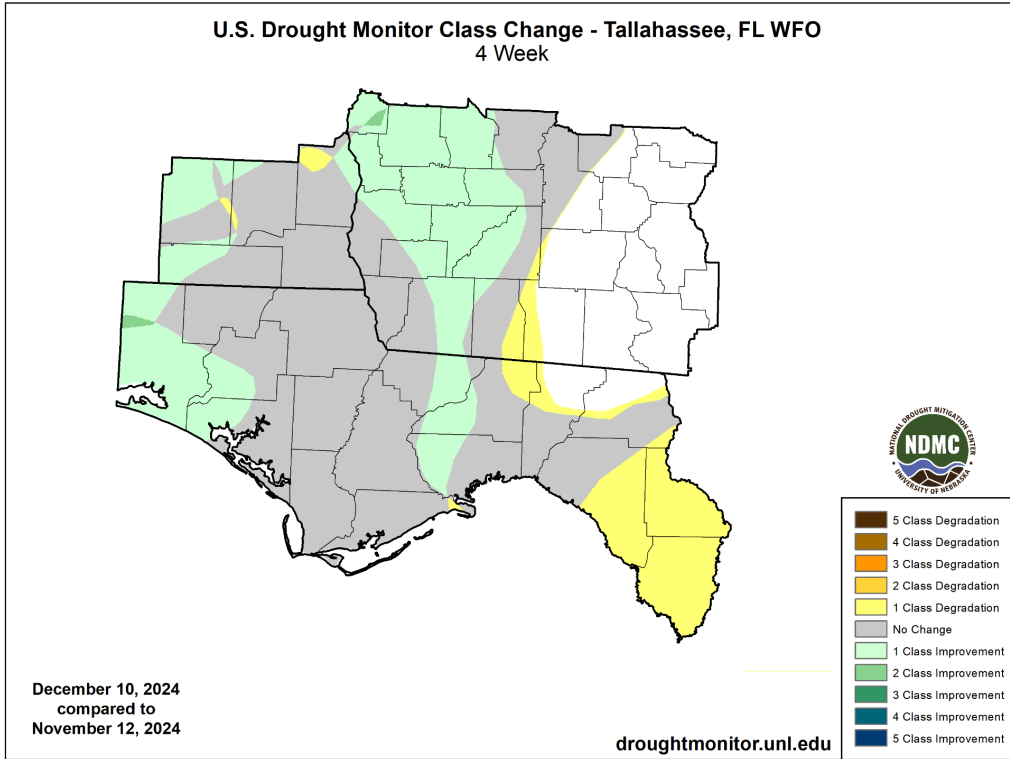 U.S. Drought Monitor Class Change - Tallahassee, FL WFO
4 Week
NATIONAL DROUGHT MITIGATION CENTER
NDMC
UNIVERSITY OF NEBRASKA
5 Class Degradation
4 Class Degradation
3 Class Degradation
2 Class Degradation
1 Class Degradation
No Change
1 Class Improvement
2 Class Improvement
3 Class Improvement
4 Class Improvement
5 Class Improvement
December 10, 2024
compared to
November 12, 2024
droughtmonitor.unl.edu